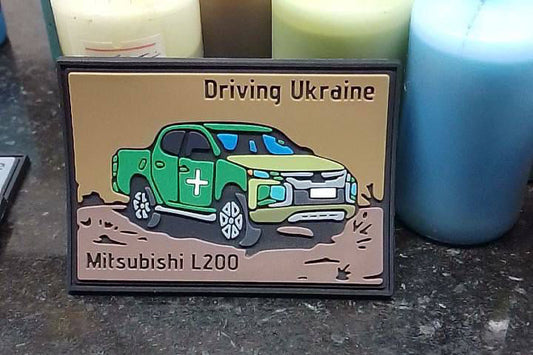 Driving Ukraine
Mitsubishi L200